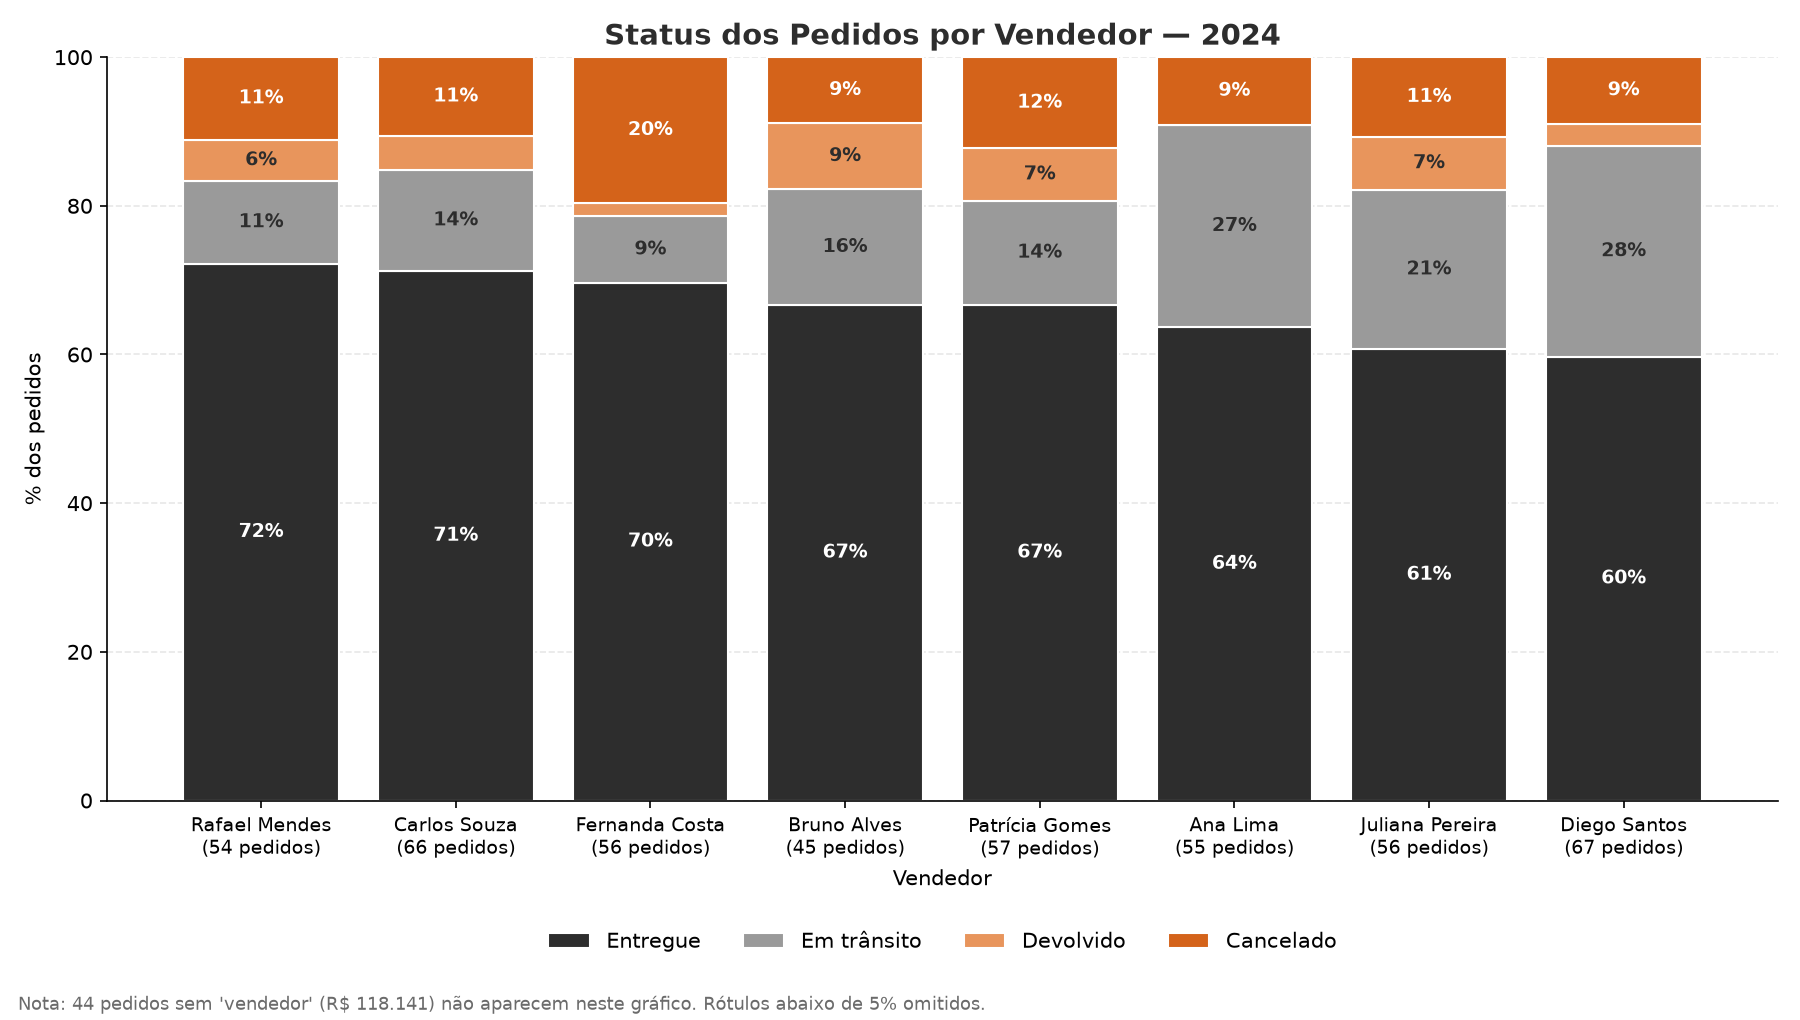 Status dos Pedidos por Vendedor — 2024
% dos pedidos
100
80
60
40
20
0
11% 11% 20% 9% 12% 9% 11% 9%
6% 9% 7% 7%
11% 14% 9% 16% 14% 27% 21% 28%
72% 71% 70% 67% 67% 64% 61% 60%
Rafael Mendes Carlos Souza Fernanda Costa Bruno Alves Patrícia Gomes Ana Lima Juliana Pereira Diego Santos
(54 pedidos) (66 pedidos) (56 pedidos) (45 pedidos) (57 pedidos) (55 pedidos) (56 pedidos) (67 pedidos)
Vendedor
Entregue Em trânsito Devolvido Cancelado
Nota: 44 pedidos sem 'vendedor' (R$ 118.141) não aparecem neste gráfico. Rótulos abaixo de 5% omitidos.